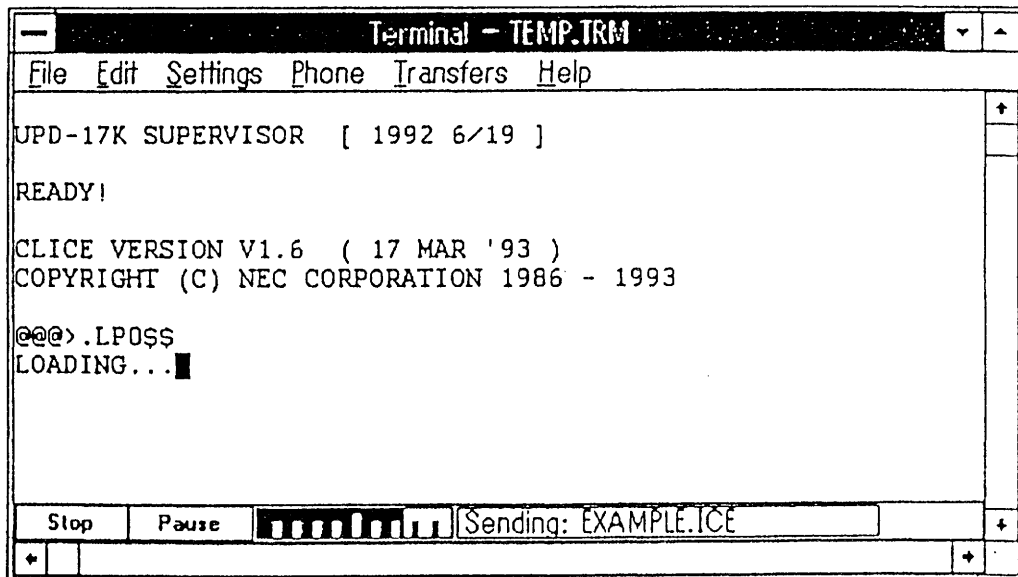 Terminal - TEMP.TRM
File Edit Settings Phone Transfers Help
UPD-17K SUPERVISOR [ 1992 6/19 ]
READY!
CLICE VERSION V1.6 ( 17 MAR '93 )
COPYRIGHT (C) NEC CORPORATION 1986 - 1993
@@@>.LP0$$
LOADING...
Stop Pause Sending: EXAMPLE.ICE